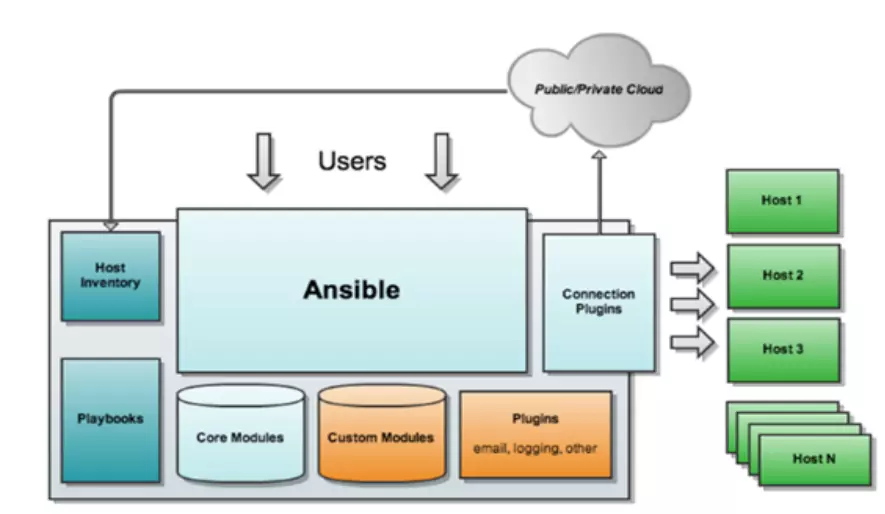 Public/Private Cloud
Users
Host 1
Host
Inventory
Ansible
Connection
Plugins
Host 2
Host 3
Playbooks
Core Modules
Custom Modules
Plugins
email, logging, other
Host N